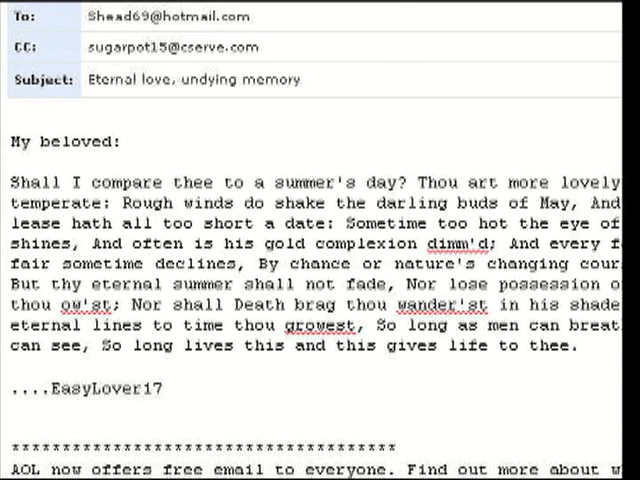 To: Shead69@hotmail.com
CC: sugarpot15@cserve.com
Subject: Eternal love, undying memory
My beloved:
Shall I compare thee to a summer's day? Thou art more lovely
temperate: Rough winds do shake the darling buds of May, And
lease hath all too short a date: Sometime too hot the eye of
shines, And often is his gold complexion dimm'd; And every f
fair sometime declines, By chance or nature's changing cour
But thy eternal summer shall not fade, Nor lose possession o
thou ow'st; Nor shall Death brag thou wander'st in his shade
eternal lines to time thou growest, So long as men can breat
can see, So long lives this and this gives life to thee.
....EasyLover17
**************************************
AOL now offers free email to everyone. Find out more about w